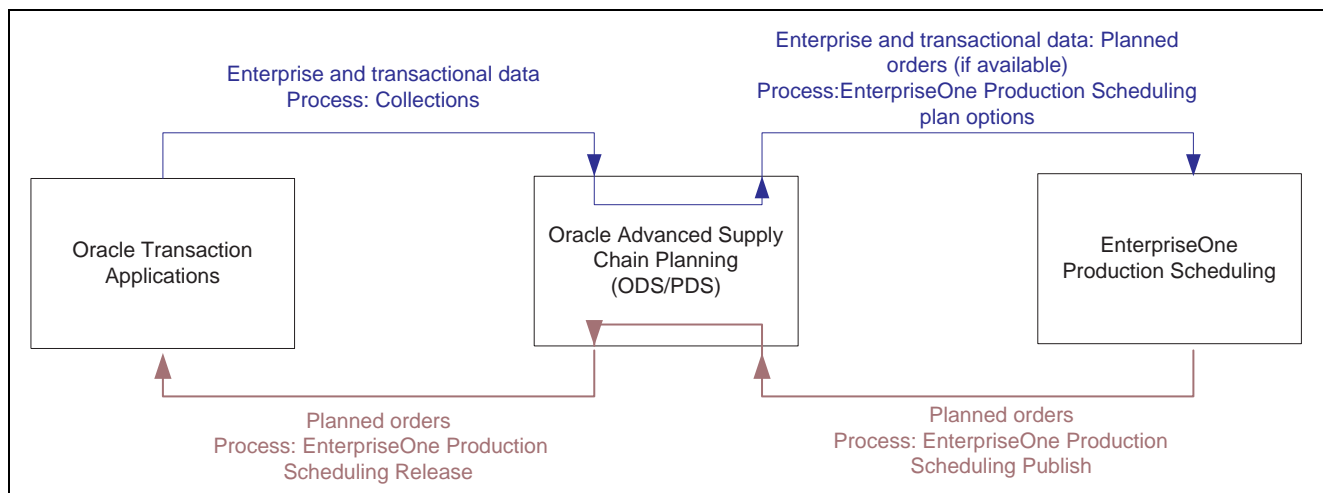 Enterprise and transactional data: Planned
orders (if available)
Process:EnterpriseOne Production Scheduling
plan options
Enterprise and transactional data
Process: Collections
Oracle Transaction
Applications
Oracle Advanced Supply
Chain Planning
(ODS/PDS)
EnterpriseOne
Production Scheduling
Planned orders
Process: EnterpriseOne Production
Scheduling Release
Planned orders
Process: EnterpriseOne Production
Scheduling Publish